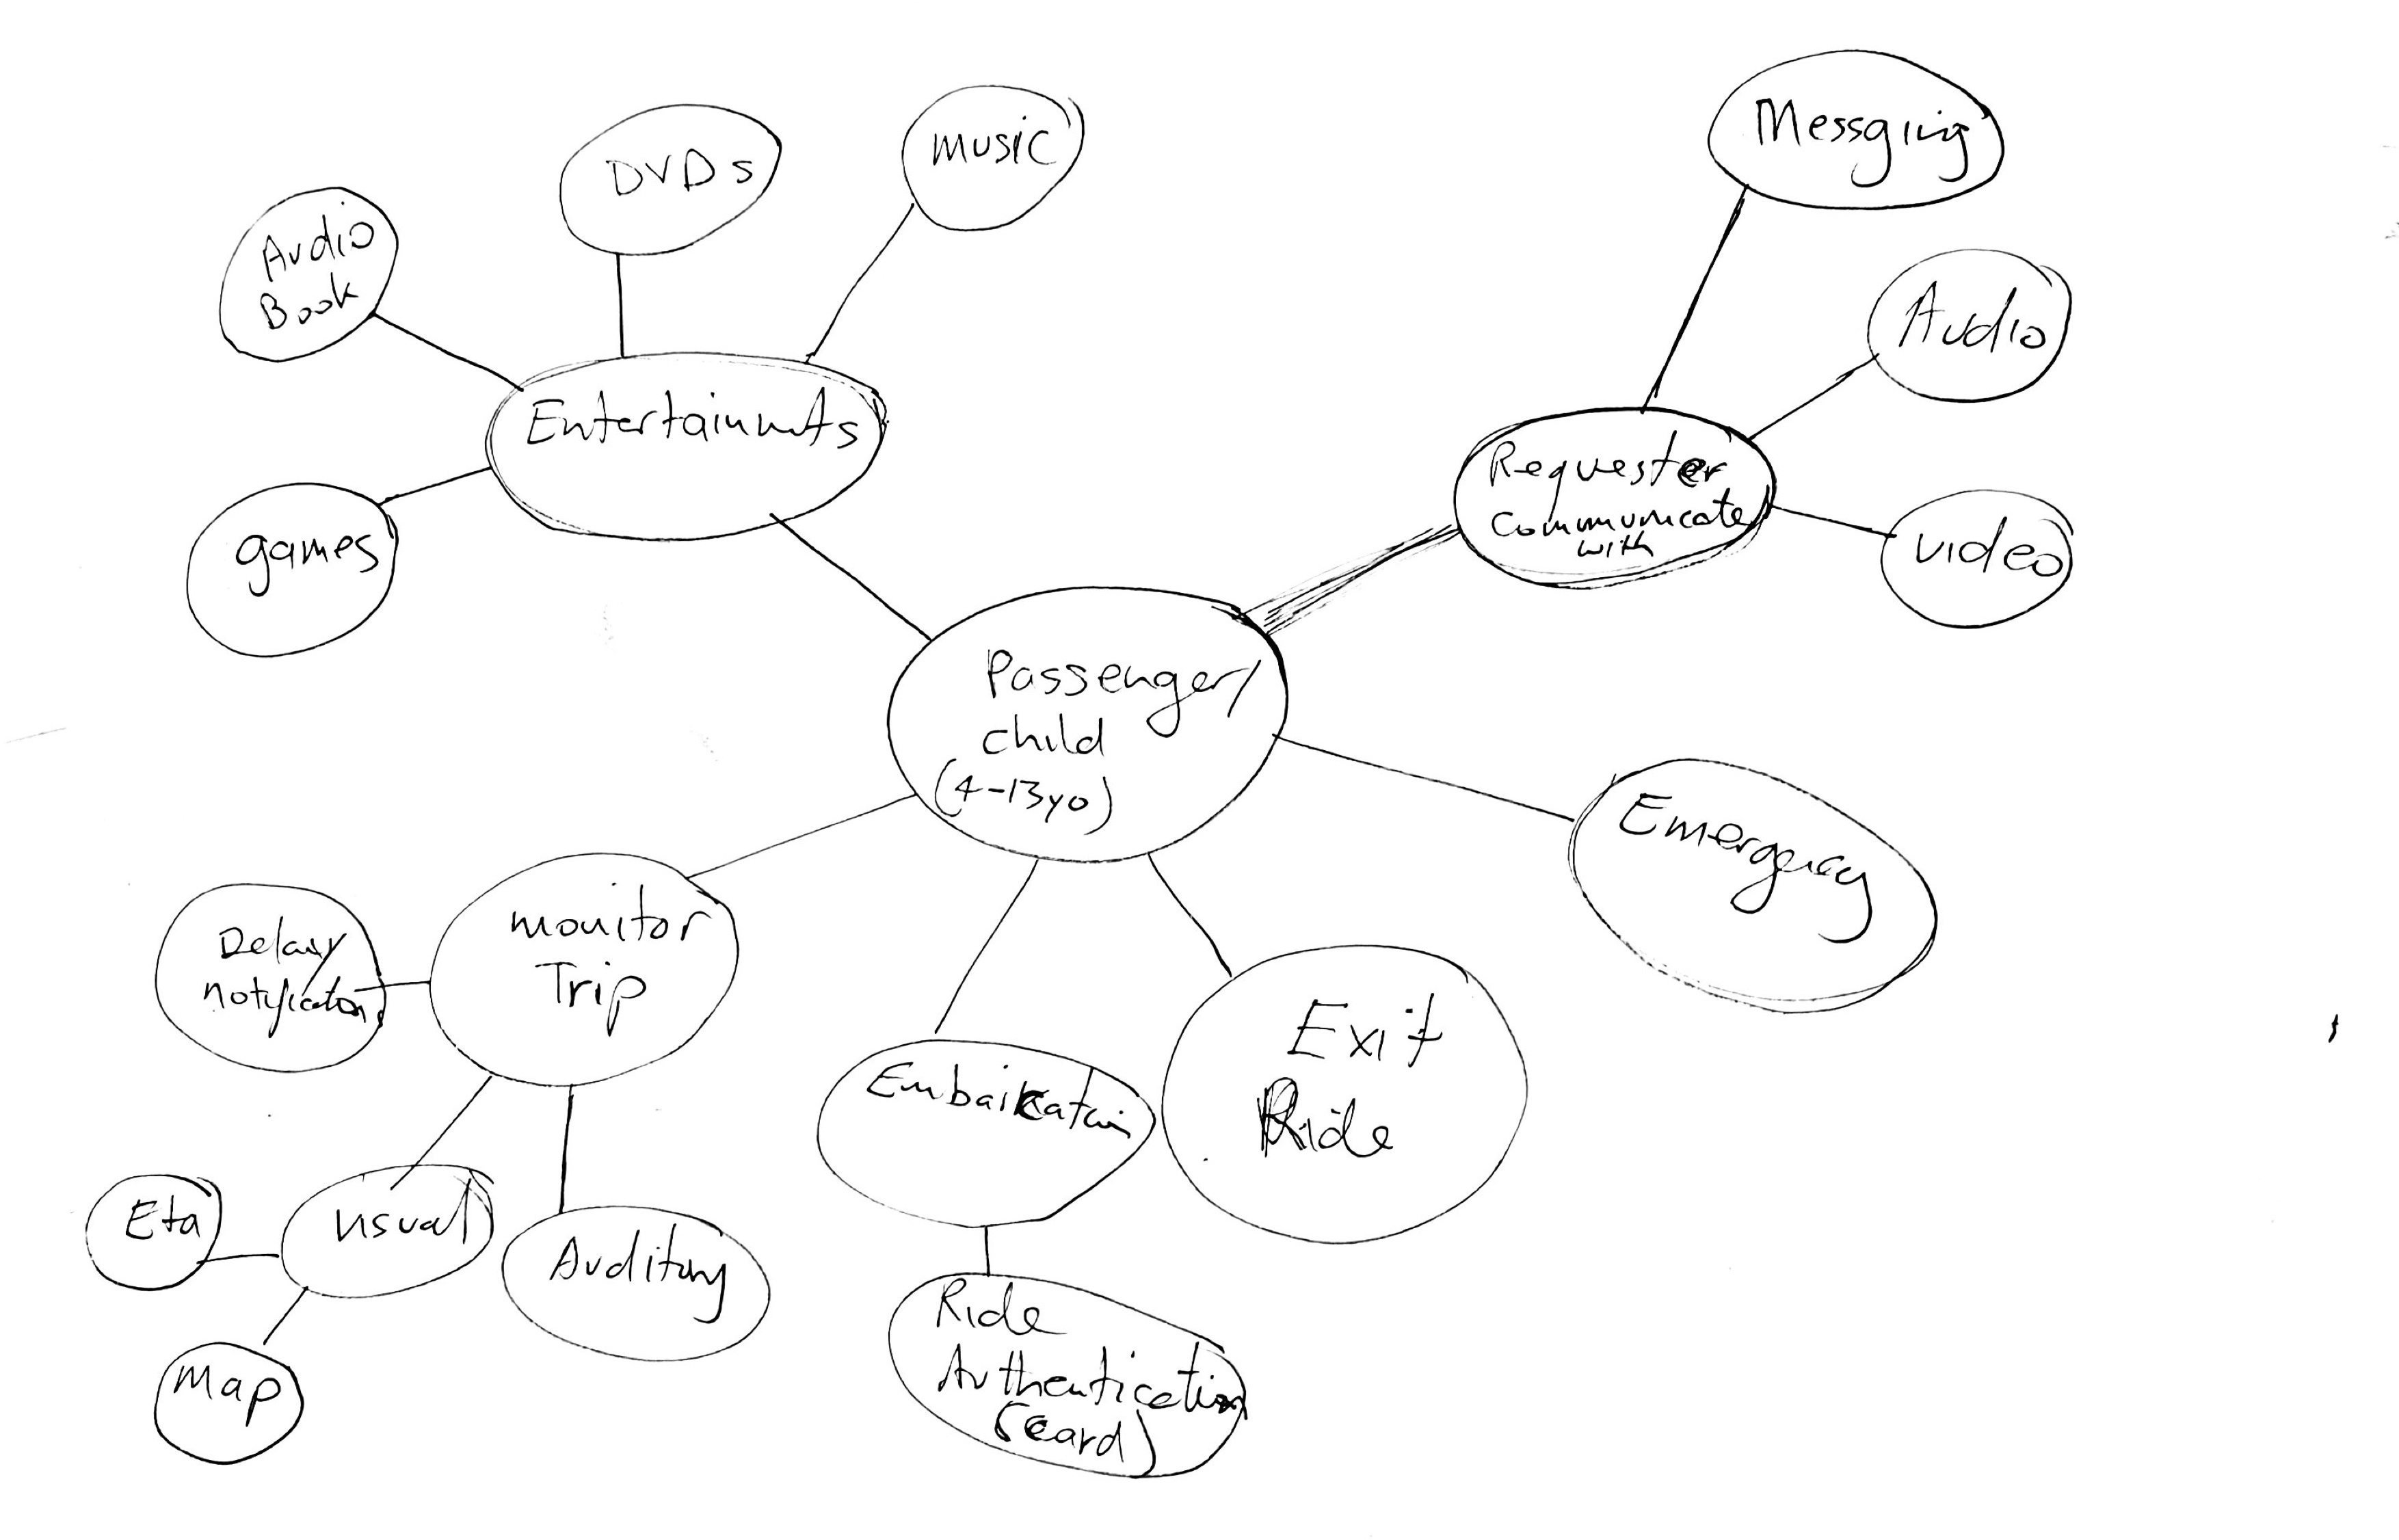 Messging
music
DVDs
Audio
Book
Audio
Entertainmnts
Requester
communicate
with
games
video
Passenger/
child
(4-13yo)
Emergency
monitor
Trip
Delay
notification
Exit
Ride
Embarkation
Eta
visual
Auditory
Ride
Authentication
(card)
Map